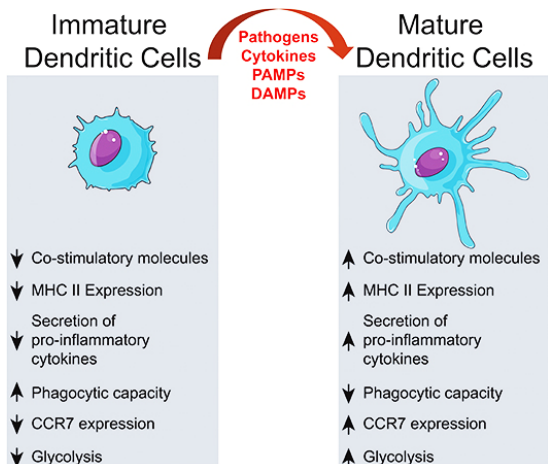 Immature
Dendritic Cells
Pathogens
Cytokines
PAMPs
DAMPs
Mature
Dendritic Cells
Co-stimulatory molecules
MHC II Expression
Secretion of
pro-inflammatory
cytokines
Phagocytic capacity
CCR7 expression
Glycolysis
Co-stimulatory molecules
MHC II Expression
Secretion of
pro-inflammatory
cytokines
Phagocytic capacity
CCR7 expression
Glycolysis